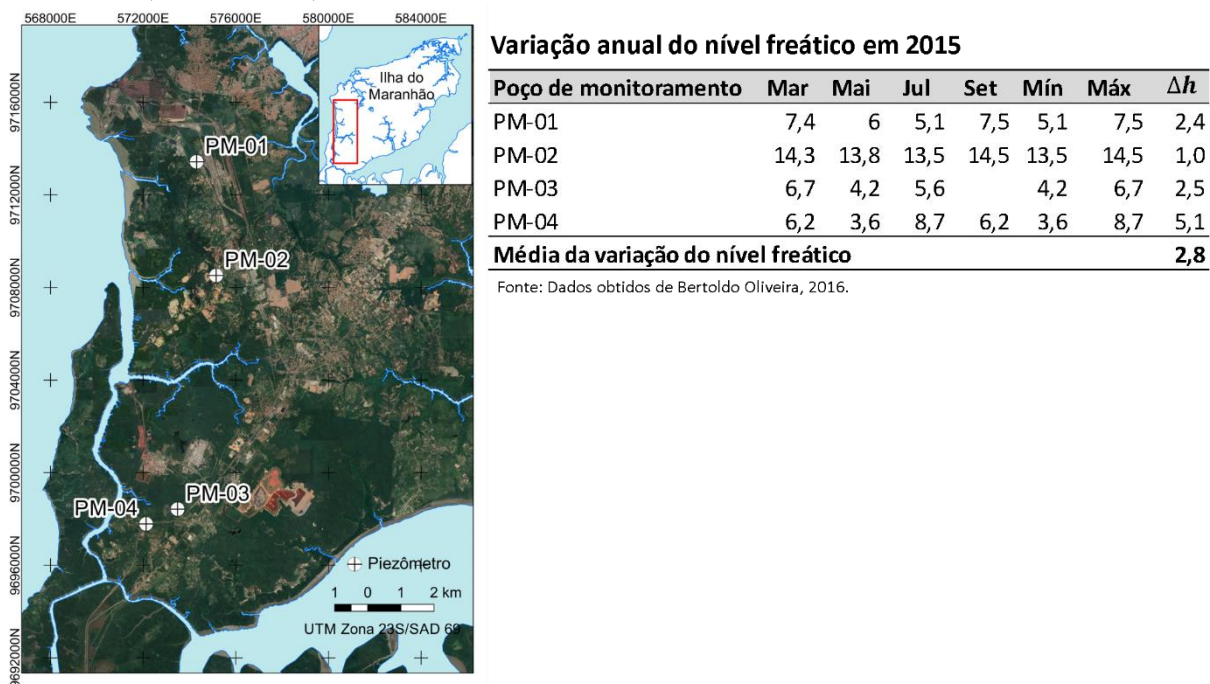 568000E 572000E 576000E 580000E 584000E
9716000N
9712000N
9708000N
9704000N
9700000N
9696000N
9692000N
Ilha do
Maranhão
PM-01
PM-02
PM-03
PM-04
Piezômetro
1 0 1 2 km
UTM Zona 23S/SAD 69
Variação anual do nível freático em 2015
Poço de monitoramento Mar Mai Jul Set Mín Máx Δh
PM-01 7,4 6 5,1 7,5 5,1 7,5 2,4
PM-02 14,3 13,8 13,5 14,5 13,5 14,5 1,0
PM-03 6,7 4,2 5,6 4,2 6,7 2,5
PM-04 6,2 3,6 8,7 6,2 3,6 8,7 5,1
Média da variação do nível freático 2,8
Fonte: Dados obtidos de Bertoldo Oliveira, 2016.